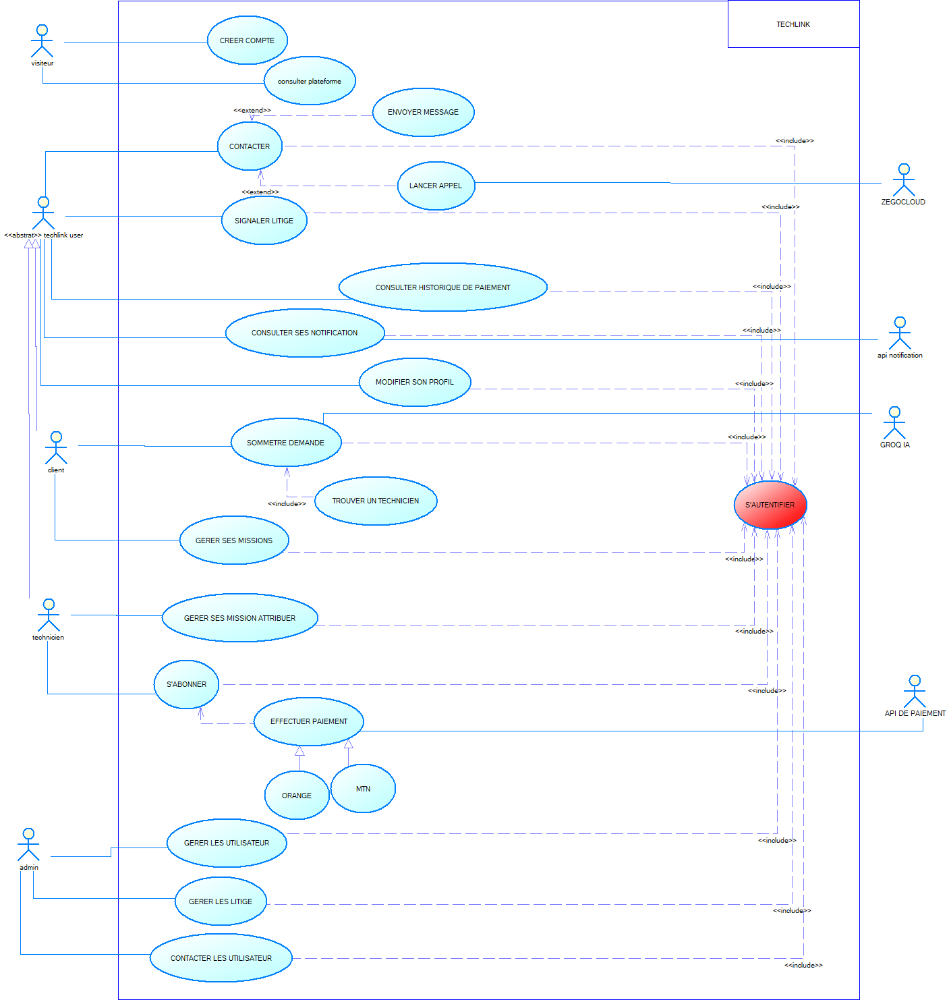 TECHLINK
CREER COMPTE
visiteur
consulter plateforme
<<extend>>
ENVOYER MESSAGE
<<include>>
CONTACTER
LANCER APPEL
<<extend>>
ZEGOCLOUD
<<include>>
SIGNALER LITIGE
<<abstrat>> techlink user
<<include>>
CONSULTER HISTORIQUE DE PAIEMENT
<<include>>
CONSULTER SES NOTIFICATION
api notification
MODIFIER SON PROFIL
<<include>>
<<include>>
SOMMETRE DEMANDE
GROQ IA
client
TROUVER UN TECHNICIEN
<<include>>
S'AUTENTIFIER
GERER SES MISSIONS
<<include>>
GERER SES MISSION ATTRIBUER
<<include>>
technicien
S'ABONNER
<<include>>
API DE PAIEMENT
EFFECTUER PAIEMENT
MTN
ORANGE
GERER LES UTILISATEUR
<<include>>
admin
GERER LES LITIGE
<<include>>
CONTACTER LES UTILISATEUR
<<include>>